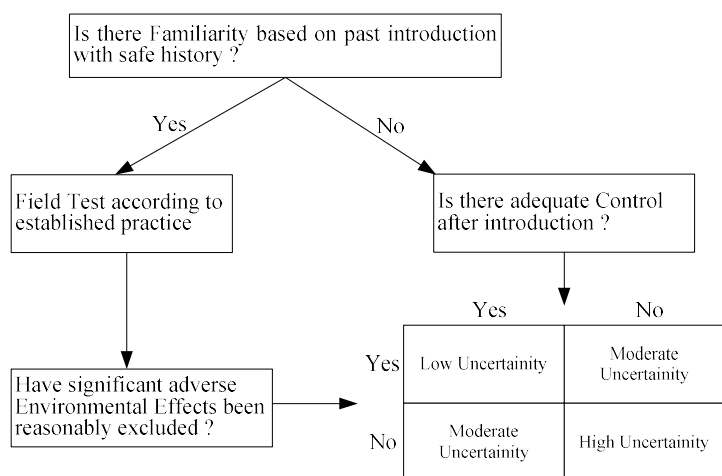 Is there Familiarity based on past introduction
with safe history ?
Yes
No
Field Test according to
established practice
Is there adequate Control
after introduction ?
Yes
No
Yes
Low Uncertainity
Moderate
Uncertainity
Have significant adverse
Environmental Effects been
reasonably excluded ?
No
Moderate
Uncertainity
High Uncertainity